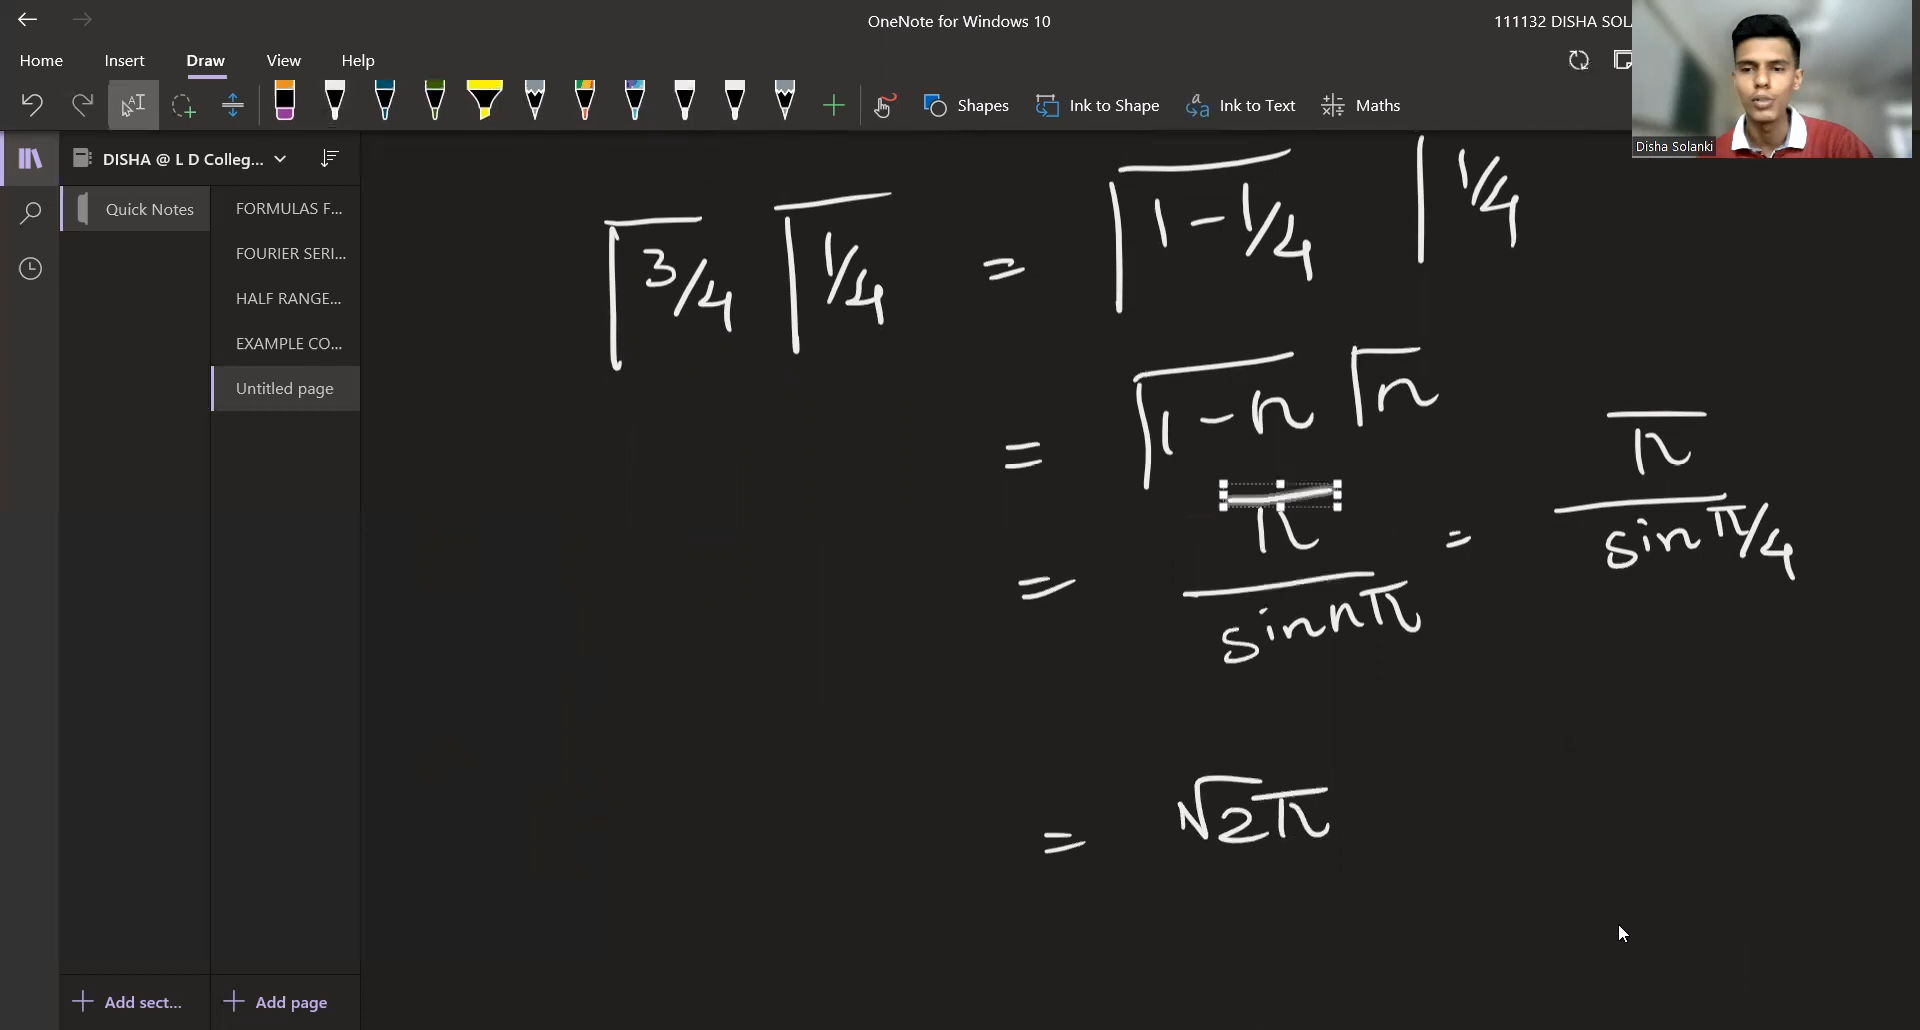 OneNote for Windows 10
111132 DISHA SOLA
Home Insert Draw View Help
Shapes Ink to Shape Ink to Text Maths
Disha Solanki
DISHA @ L D Colleg...
Quick Notes
FORMULAS F...
FOURIER SERI...
HALF RANGE...
EXAMPLE CO...
Untitled page
Γ3/4 Γ1/4 = Γ1-1/4 Γ1/4
= Γ1-n Γn
= π/sin nπ = π/sin π/4
= √2π
Add sect...
Add page